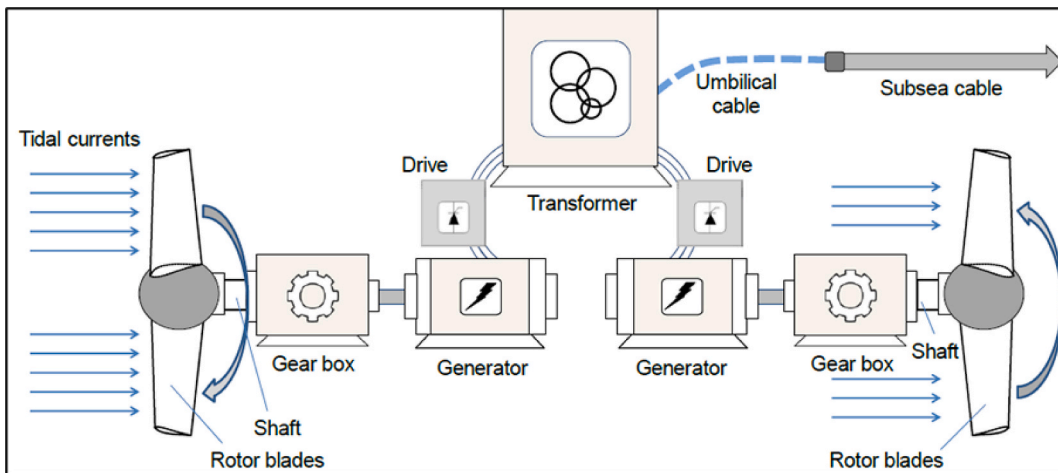 Umbilical
cable
Subsea cable
Tidal currents
Drive
Drive
Transformer
Gear box
Generator
Generator
Gear box
Shaft
Shaft
Rotor blades
Rotor blades